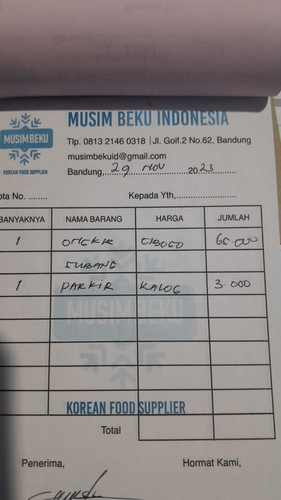 MUSIM BEKU INDONESIA
MUSIM BEKU
KOREAN FOOD SUPPLIER
Tlp. 0813 2146 0318 | Jl. Golf.2 No.62, Bandung
musimbekuid@gmail.com
Bandung, 29 NOV 2023
ota No. ........
Kepada Yth,
BANYAKNYA NAMA BARANG HARGA JUMLAH
1 ONGKIR CIBOGO
SUBANG
1 PARKIR KALOG 3.000
MUSIM BEKU
KOREAN FOOD SUPPLIER
Total
Penerima, Hormat Kami,